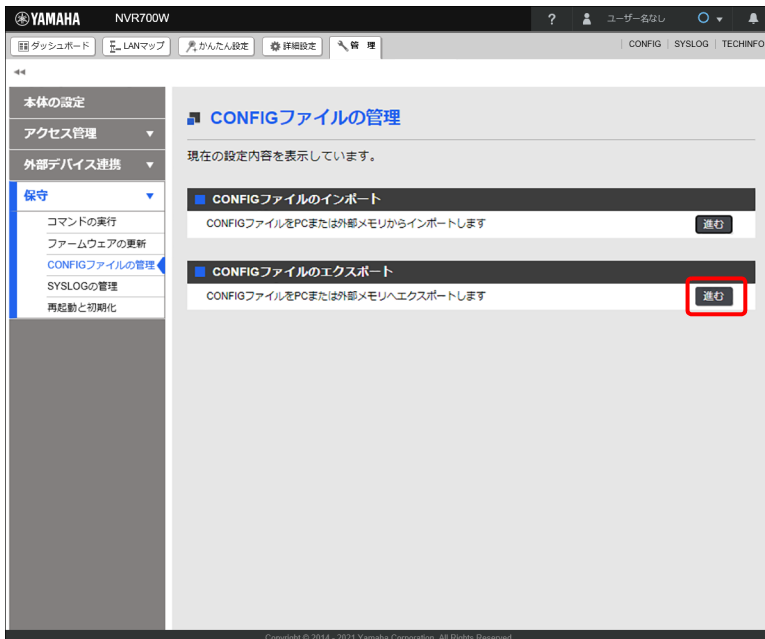 YAMAHA NVR700W ? ユーザー名なし
ダッシュボード LANマップ かんたん設定 詳細設定 管 理 CONFIG SYSLOG TECHINFO
本体の設定
アクセス管理
外部デバイス連携
保守
コマンドの実行
ファームウェアの更新
CONFIGファイルの管理
SYSLOGの管理
再起動と初期化
CONFIGファイルの管理
現在の設定内容を表示しています。
CONFIGファイルのインポート
CONFIGファイルをPCまたは外部メモリからインポートします 進む
CONFIGファイルのエクスポート
CONFIGファイルをPCまたは外部メモリへエクスポートします 進む
Copyright © 2014 - 2021 Yamaha Corporation. All Rights Reserved.